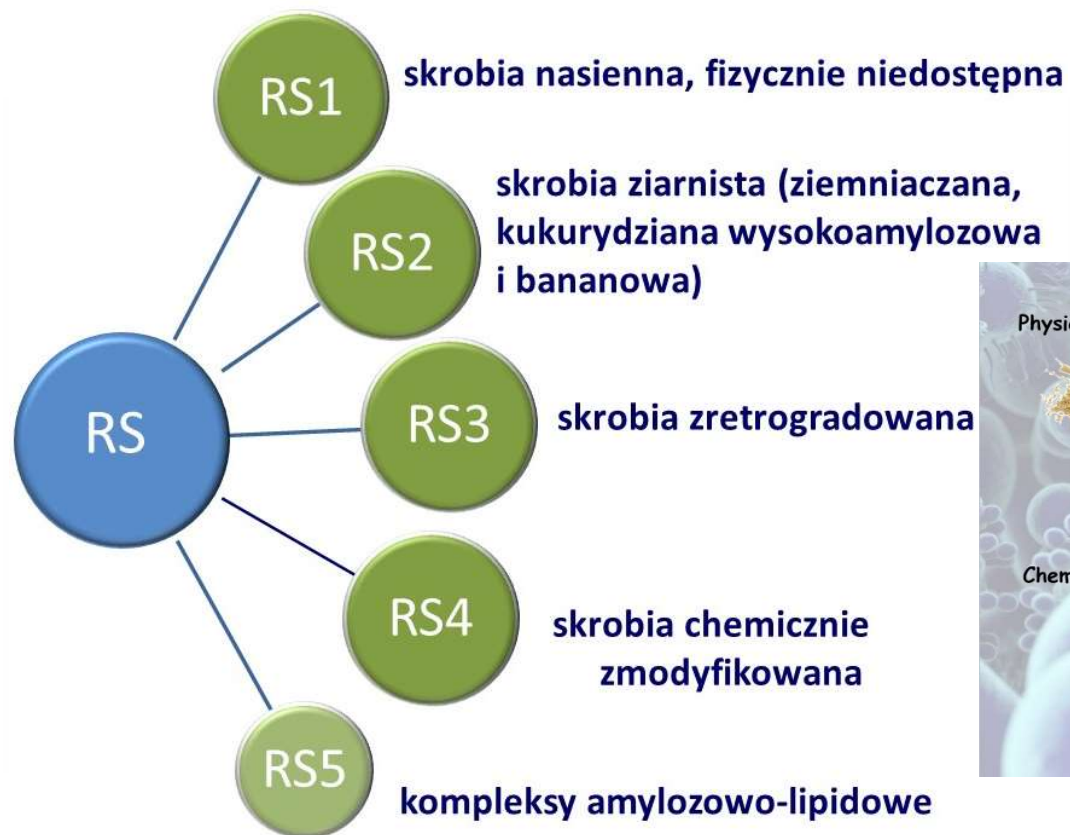 RS1
skrobia nasienna, fizycznie niedostępna
RS2
skrobia ziarnista (ziemniaczana,
kukurydziana wysokoamylozowa
i bananowa)
RS
RS3
skrobia zretrogradowana
RS4
skrobia chemicznie
zmodyfikowana
RS5
kompleksy amylozowo-lipidowe